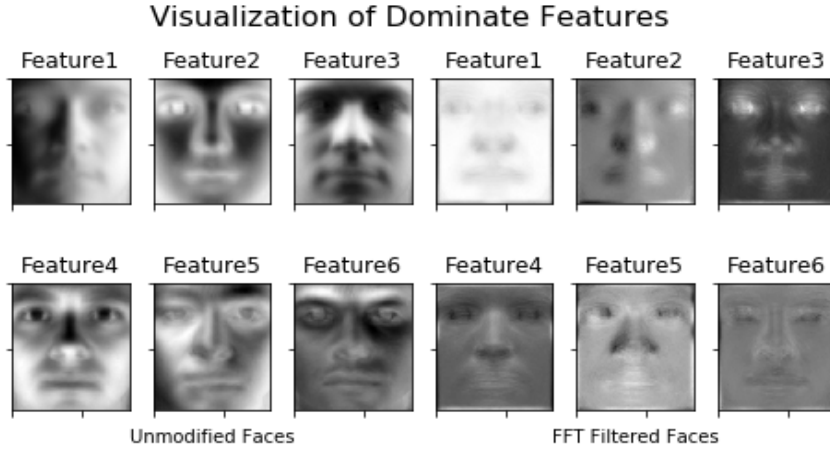 Visualization of Dominate Features
Feature1 Feature2 Feature3 Feature1 Feature2 Feature3
Feature4 Feature5 Feature6 Feature4 Feature5 Feature6
Unmodified Faces FFT Filtered Faces